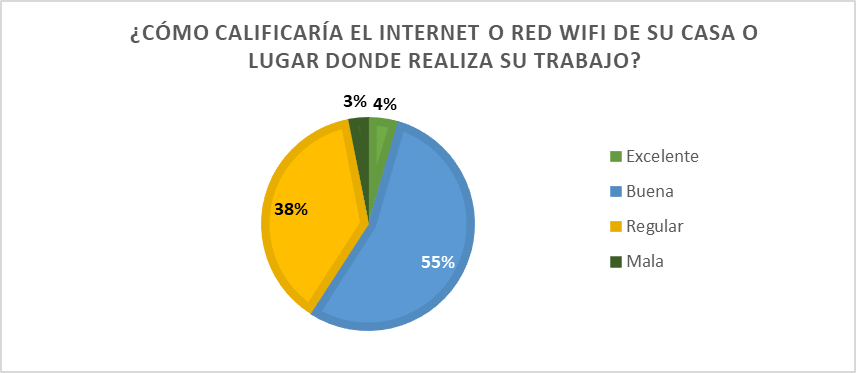 ¿CÓMO CALIFICARÍA EL INTERNET O RED WIFI DE SU CASA O
LUGAR DONDE REALIZA SU TRABAJO?
3%
4%
38%
55%
Excelente
Buena
Regular
Mala